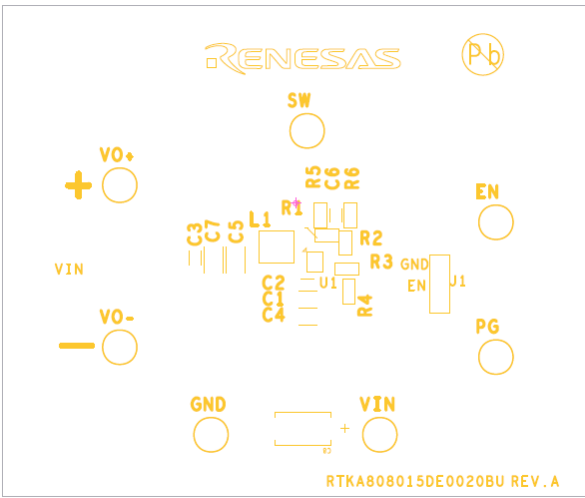 RENESAS
Pb
SW
VO+
+
R5
C6
R6
EN
R1
L1
C3
C7
C5
R2
R3
GND
VIN
EN
J1
U1
C2
C1
C4
R4
VO-
PG
GND
VIN
+
RTKA808015DE0020BU REV.A